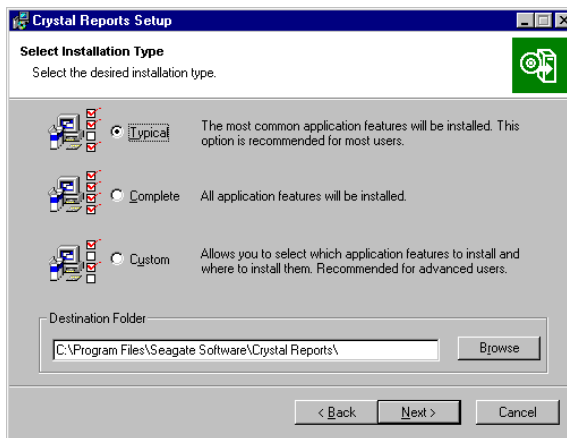 Crystal Reports Setup
Select Installation Type
Select the desired installation type.
Typical
The most common application features will be installed. This
option is recommended for most users.
Complete
All application features will be installed.
Custom
Allows you to select which application features to install and
where to install them. Recommended for advanced users.
Destination Folder
C:\Program Files\Seagate Software\Crystal Reports\
Browse
< Back
Next >
Cancel